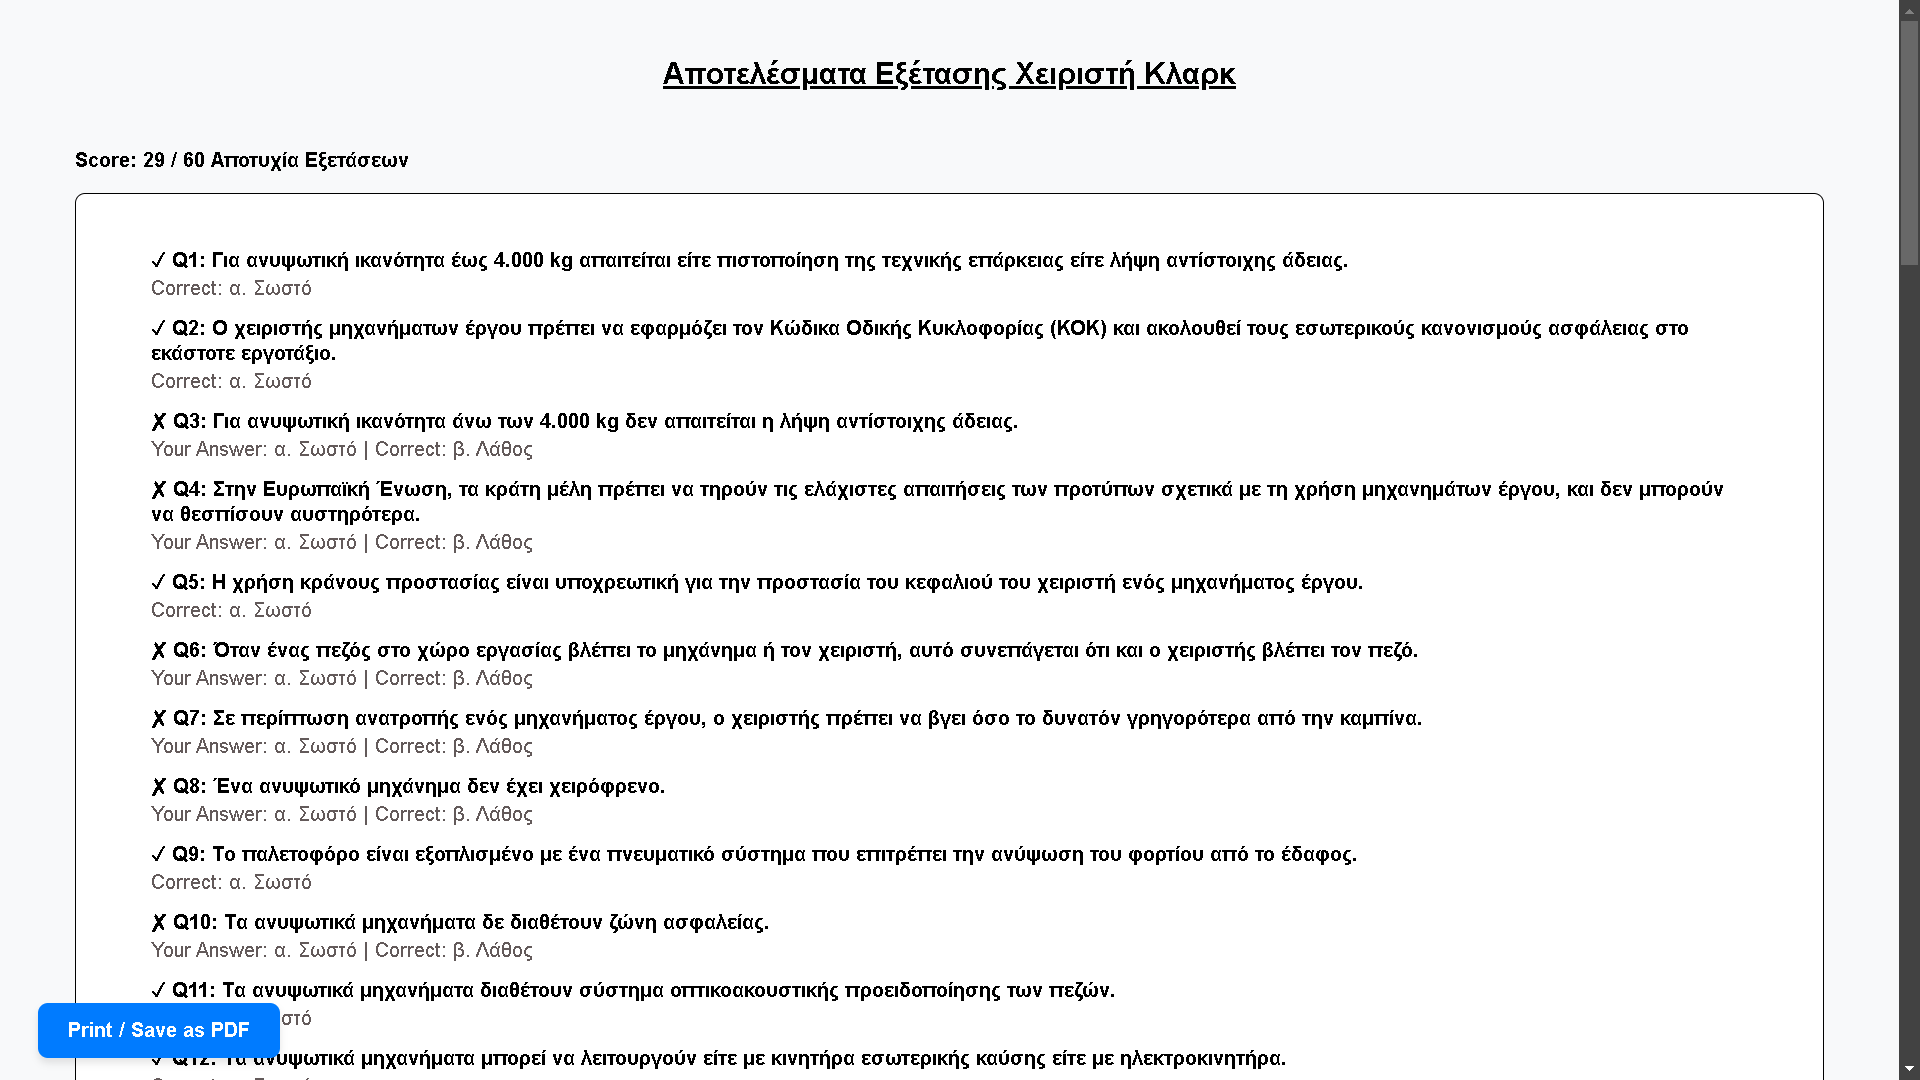 Αποτελέσματα Εξέτασης Χειριστή Κλαρκ
Score: 29 / 60 Αποτυχία Εξετάσεων
✓ Q1: Για ανυψωτική ικανότητα έως 4.000 kg απαιτείται είτε πιστοποίηση της τεχνικής επάρκειας είτε λήψη αντίστοιχης άδειας.
Correct: α. Σωστό
✓ Q2: Ο χειριστής μηχανήματων έργου πρέπει να εφαρμόζει τον Κώδικα Οδικής Κυκλοφορίας (ΚΟΚ) και ακολουθεί τους εσωτερικούς κανονισμούς ασφάλειας στο
εκάστοτε εργοτάξιο.
Correct: α. Σωστό
✗ Q3: Για ανυψωτική ικανότητα άνω των 4.000 kg δεν απαιτείται η λήψη αντίστοιχης άδειας.
Your Answer: α. Σωστό | Correct: β. Λάθος
✗ Q4: Στην Ευρωπαϊκή Ένωση, τα κράτη μέλη πρέπει να τηρούν τις ελάχιστες απαιτήσεις των προτύπων σχετικά με τη χρήση μηχανημάτων έργου, και δεν μπορούν
να θεσπίσουν αυστηρότερα.
Your Answer: α. Σωστό | Correct: β. Λάθος
✓ Q5: Η χρήση κράνους προστασίας είναι υποχρεωτική για την προστασία του κεφαλιού του χειριστή ενός μηχανήματος έργου.
Correct: α. Σωστό
✗ Q6: Όταν ένας πεζός στο χώρο εργασίας βλέπει το μηχάνημα ή τον χειριστή, αυτό συνεπάγεται ότι και ο χειριστής βλέπει τον πεζό.
Your Answer: α. Σωστό | Correct: β. Λάθος
✗ Q7: Σε περίπτωση ανατροπής ενός μηχανήματος έργου, ο χειριστής πρέπει να βγει όσο το δυνατόν γρηγορότερα από την καμπίνα.
Your Answer: α. Σωστό | Correct: β. Λάθος
✗ Q8: Ένα ανυψωτικό μηχάνημα δεν έχει χειρόφρενο.
Your Answer: α. Σωστό | Correct: β. Λάθος
✓ Q9: Το παλετοφόρο είναι εξοπλισμένο με ένα πνευματικό σύστημα που επιτρέπει την ανύψωση του φορτίου από το έδαφος.
Correct: α. Σωστό
✗ Q10: Τα ανυψωτικά μηχανήματα δε διαθέτουν ζώνη ασφαλείας.
Your Answer: α. Σωστό | Correct: β. Λάθος
✓ Q11: Τα ανυψωτικά μηχανήματα διαθέτουν σύστημα οπτικοακουστικής προειδοποίησης των πεζών.
στό
Print / Save as PDF
✓ Q12: Τα ανυψωτικά μηχανήματα μπορεί να λειτουργούν είτε με κινητήρα εσωτερικής καύσης είτε με ηλεκτροκινητήρα.